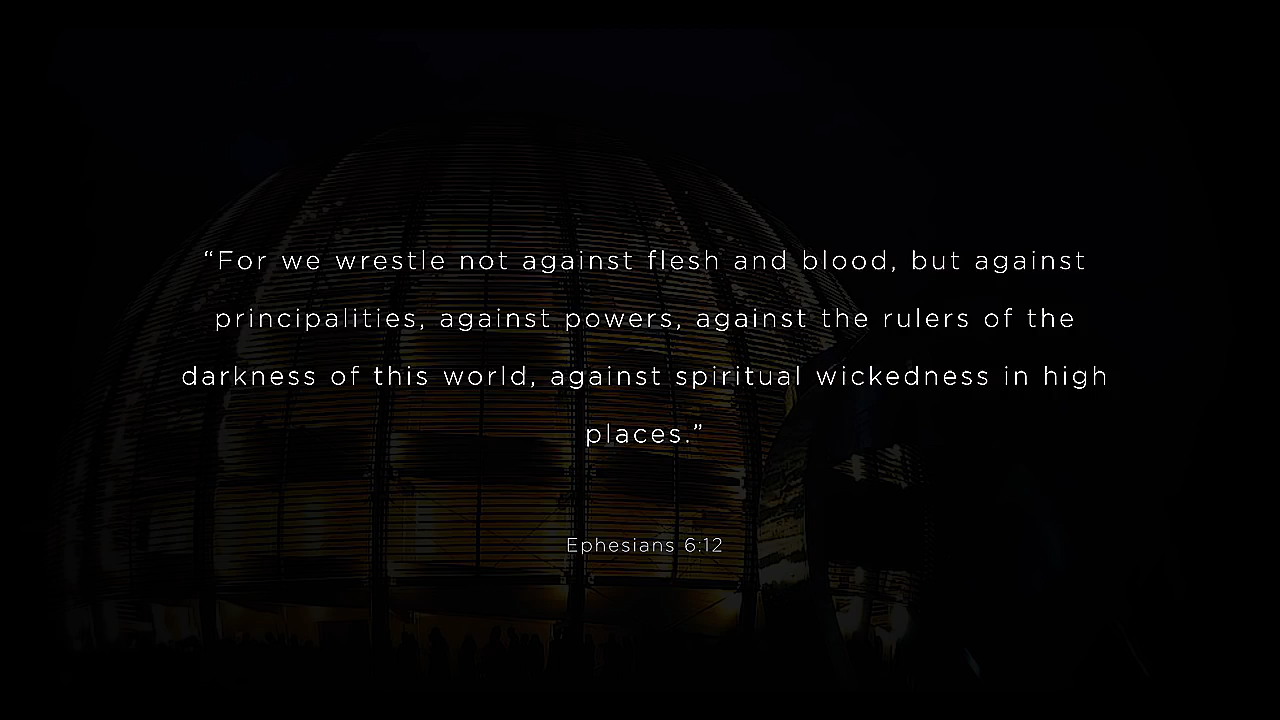 “For we wrestle not against flesh and blood, but against
principalities, against powers, against the rulers of the
darkness of this world, against spiritual wickedness in high
places.”
Ephesians 6:12